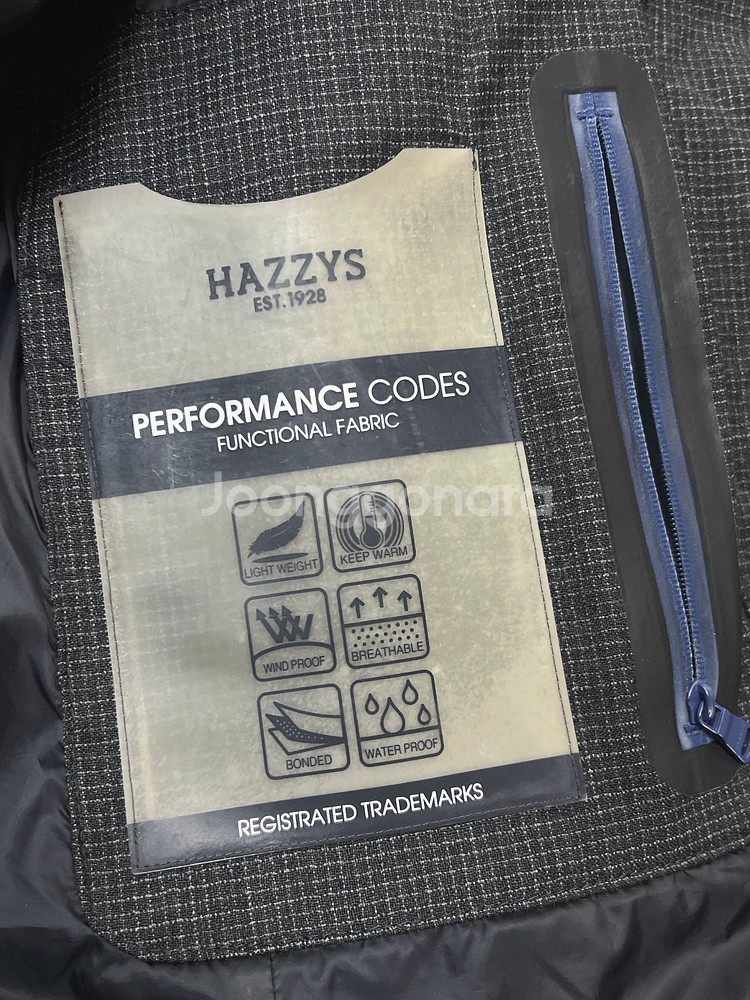 HAZZYS
EST. 1928
PERFORMANCE CODES
FUNCTIONAL FABRIC
Joongonara
LIGHT WEIGHT
KEEP WARM
WIND PROOF
BREATHABLE
BONDED
WATER PROOF
REGISTRATED TRADEMARKS